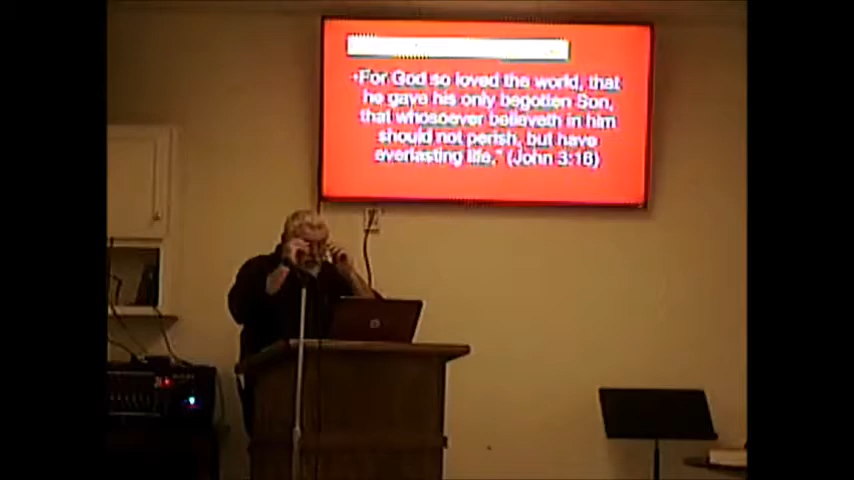 •For God so loved the world, that
he gave his only begotten Son,
that whosoever believeth in him
should not perish, but have
everlasting life." (John 3:16)